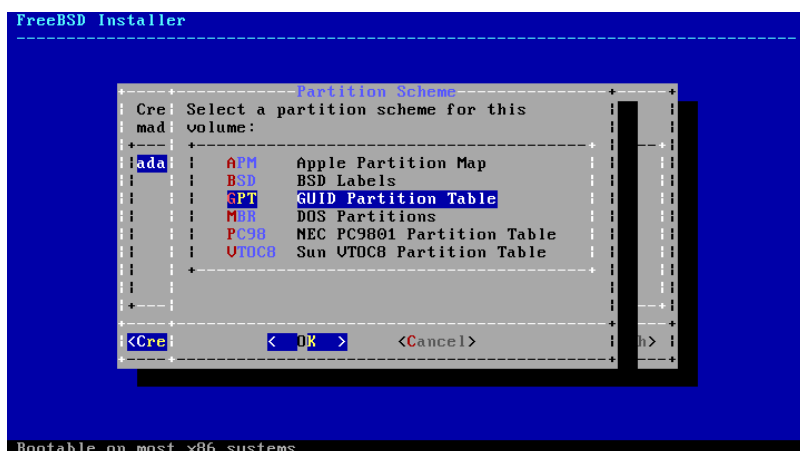 FreeBSD Installer
Partition Scheme
Cre Select a partition scheme for this
mad volume:
ada APM Apple Partition Map
BSD BSD Labels
GPT GUID Partition Table
MBR DOS Partitions
PC98 NEC PC9801 Partition Table
VTOC8 Sun VTOC8 Partition Table
<Cre < OK > <Cancel> h>
Bootable on most x86 systems